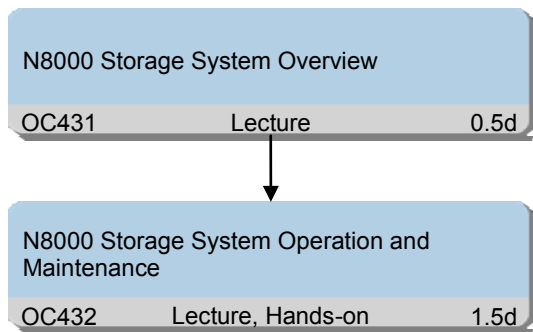 N8000 Storage System Overview
OC431 Lecture 0.5d
N8000 Storage System Operation and
Maintenance
OC432 Lecture, Hands-on 1.5d